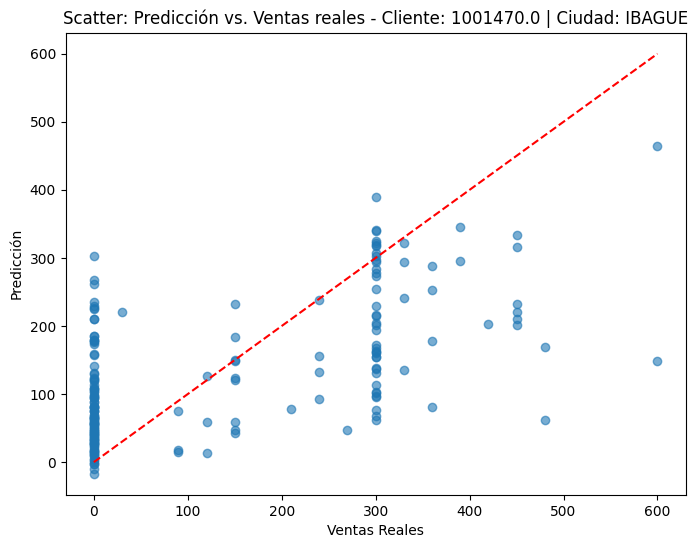 Scatter: Predicción vs. Ventas reales - Cliente: 1001470.0 | Ciudad: IBAGUE
600
500
400
300
200
100
0
Predicción
0 100 200 300 400 500 600
Ventas Reales